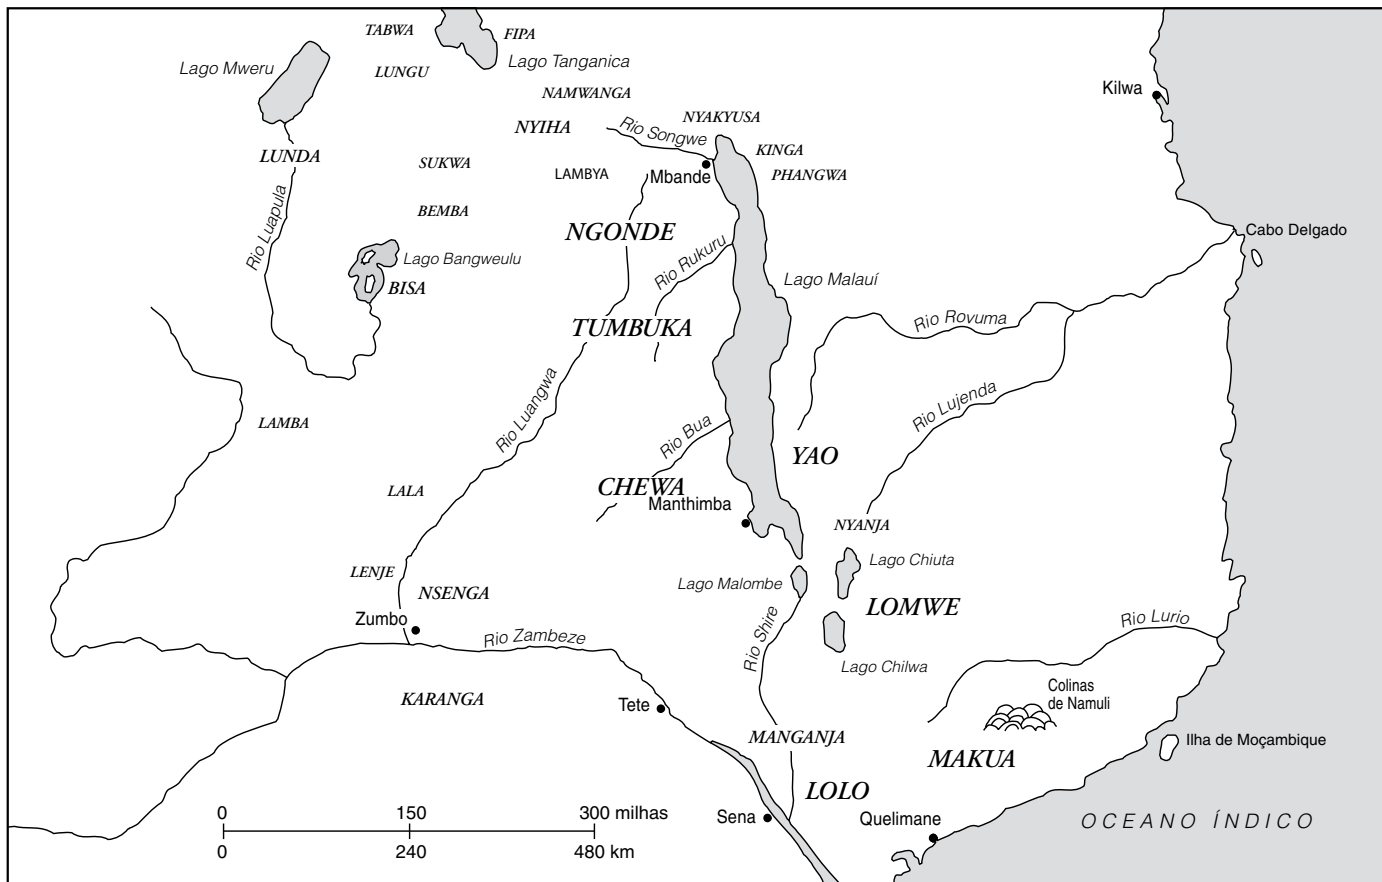 TABWA
FIPA
Lago Mweru
LUNGU
Lago Tanganica
NAMWANGA
Kilwa
NYIHA
Rio Songwe
NYAKYUSA
LUNDA
SUKWA
KINGA
LAMBYA
Mbande
PHANGWA
Rio Luapula
BEMBA
NGONDE
Cabo Delgado
Lago Bangweulu
Rio Rukuru
BISA
Lago Malauí
TUMBUKA
Rio Rovuma
Rio Luangwa
Rio Lujenda
LAMBA
Rio Bua
YAO
LALA
CHEWA
Manthimba
NYANJA
Lago Chiuta
LENJE
NSENGA
Lago Malombe
LOMWE
Zumbo
Rio Zambeze
Rio Shire
Rio Lurio
Lago Chilwa
KARANGA
Tete
Colinas
de Namuli
MANGANJA
MAKUA
Ilha de Moçambique
LOLO
Sena
Quelimane
OCEANO ÍNDICO
0 150 300 milhas
0 240 480 km